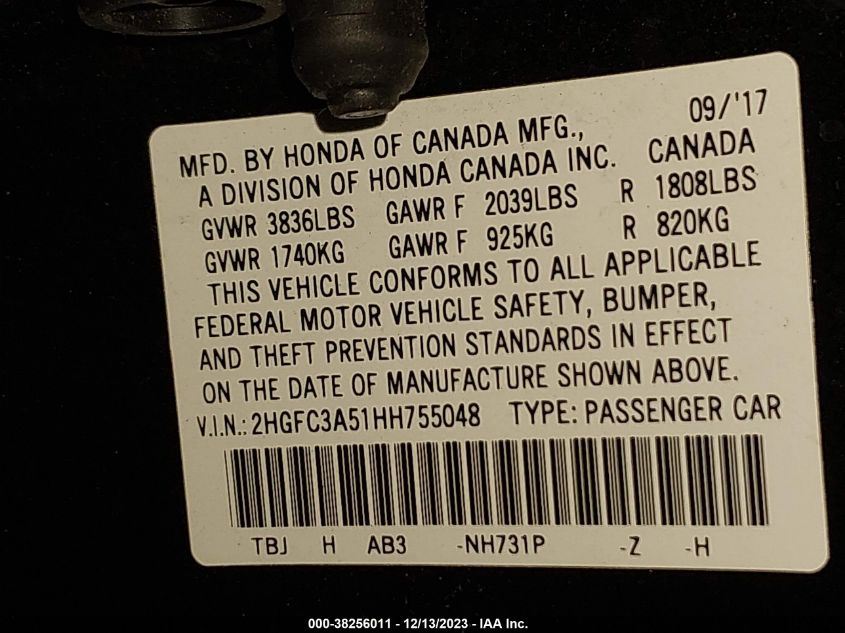 09/'17
MFD. BY HONDA OF CANADA MFG.,
A DIVISION OF HONDA CANADA INC. CANADA
GVWR 3836LBS GAWR F 2039LBS R 1808LBS
GVWR 1740KG GAWR F 925KG R 820KG
THIS VEHICLE CONFORMS TO ALL APPLICABLE
FEDERAL MOTOR VEHICLE SAFETY, BUMPER,
AND THEFT PREVENTION STANDARDS IN EFFECT
ON THE DATE OF MANUFACTURE SHOWN ABOVE.
V.I.N.: 2HGFC3A51HH755048 TYPE: PASSENGER CAR
TBJ H AB3 -NH731P -Z -H
000-38256011 - 12/13/2023 - IAA Inc.